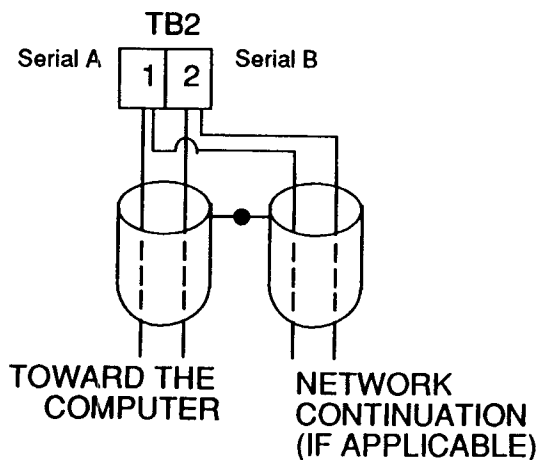 TB2
Serial A
1
2
Serial B
TOWARD THE
COMPUTER
NETWORK
CONTINUATION
(IF APPLICABLE)